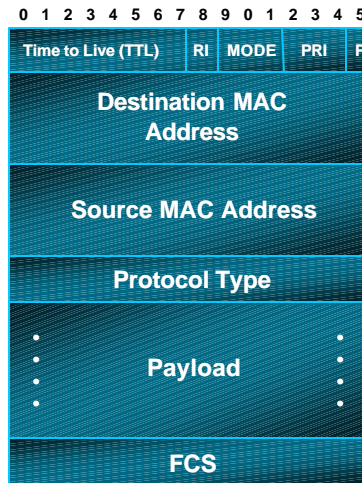 0 1 2 3 4 5 6 7 8 9 0 1 2 3 4 5
Time to Live (TTL) RI MODE PRI P
Destination MAC
Address
Source MAC Address
Protocol Type
Payload
FCS